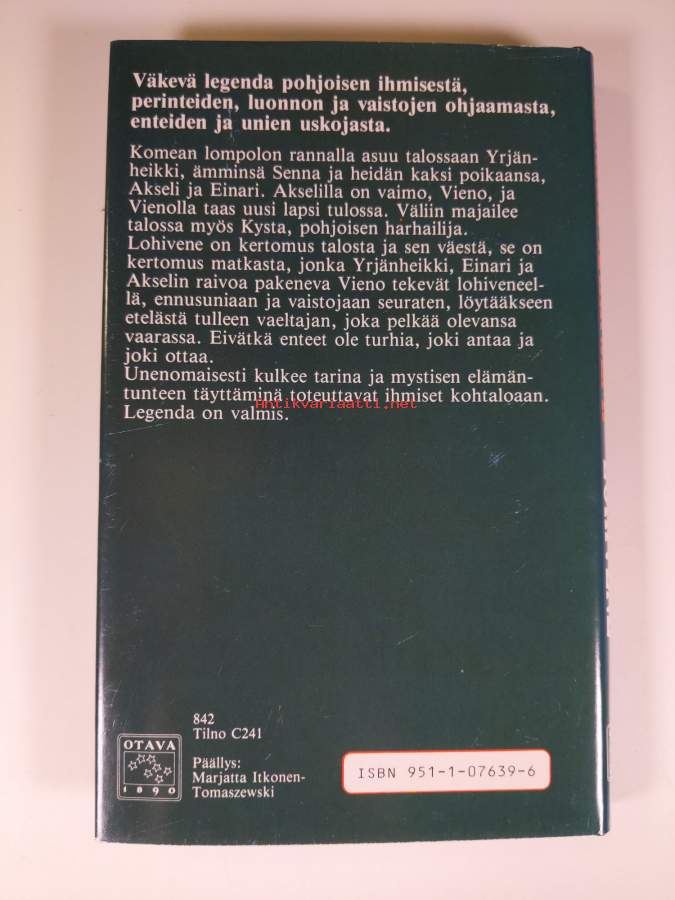 Väkevä legenda pohjoisen ihmisestä,
perinteiden, luonnon ja vaistojen ohjaamasta,
enteiden ja unien uskojasta.
Komean lompolon rannalla asuu talossaan Yrjän-
heikki, ämminsä Senna ja heidän kaksi poikaansa,
Akseli ja Einari. Akselilla on vaimo, Vieno, ja
Vienolla taas uusi lapsi tulossa. Väliin majailee
talossa myös Kysta, pohjoisen harhailija.
Lohivene on kertomus talosta ja sen väestä, se on
kertomus matkasta, jonka Yrjänheikki, Einari ja
Akselin raivoa pakeneva Vieno tekevät lohiveneel-
lä, ennusuniaan ja vaistojaan seuraten, löytääkseen
etelästä tulleen vaeltajan, joka pelkää olevansa
vaarassa. Eivätkä enteet ole turhia, joki antaa ja
joki ottaa.
Unenomaisesti kulkee tarina ja mystisen elämän-
tunteen täyttäminä toteuttavat ihmiset kohtaloaan.
Antikvariaatti.net
Legenda on valmis.
842
Tilno C241
OTAVA
1890
Päällys:
Marjatta Itkonen-
Tomaszewski
ISBN 951-1-07639-6